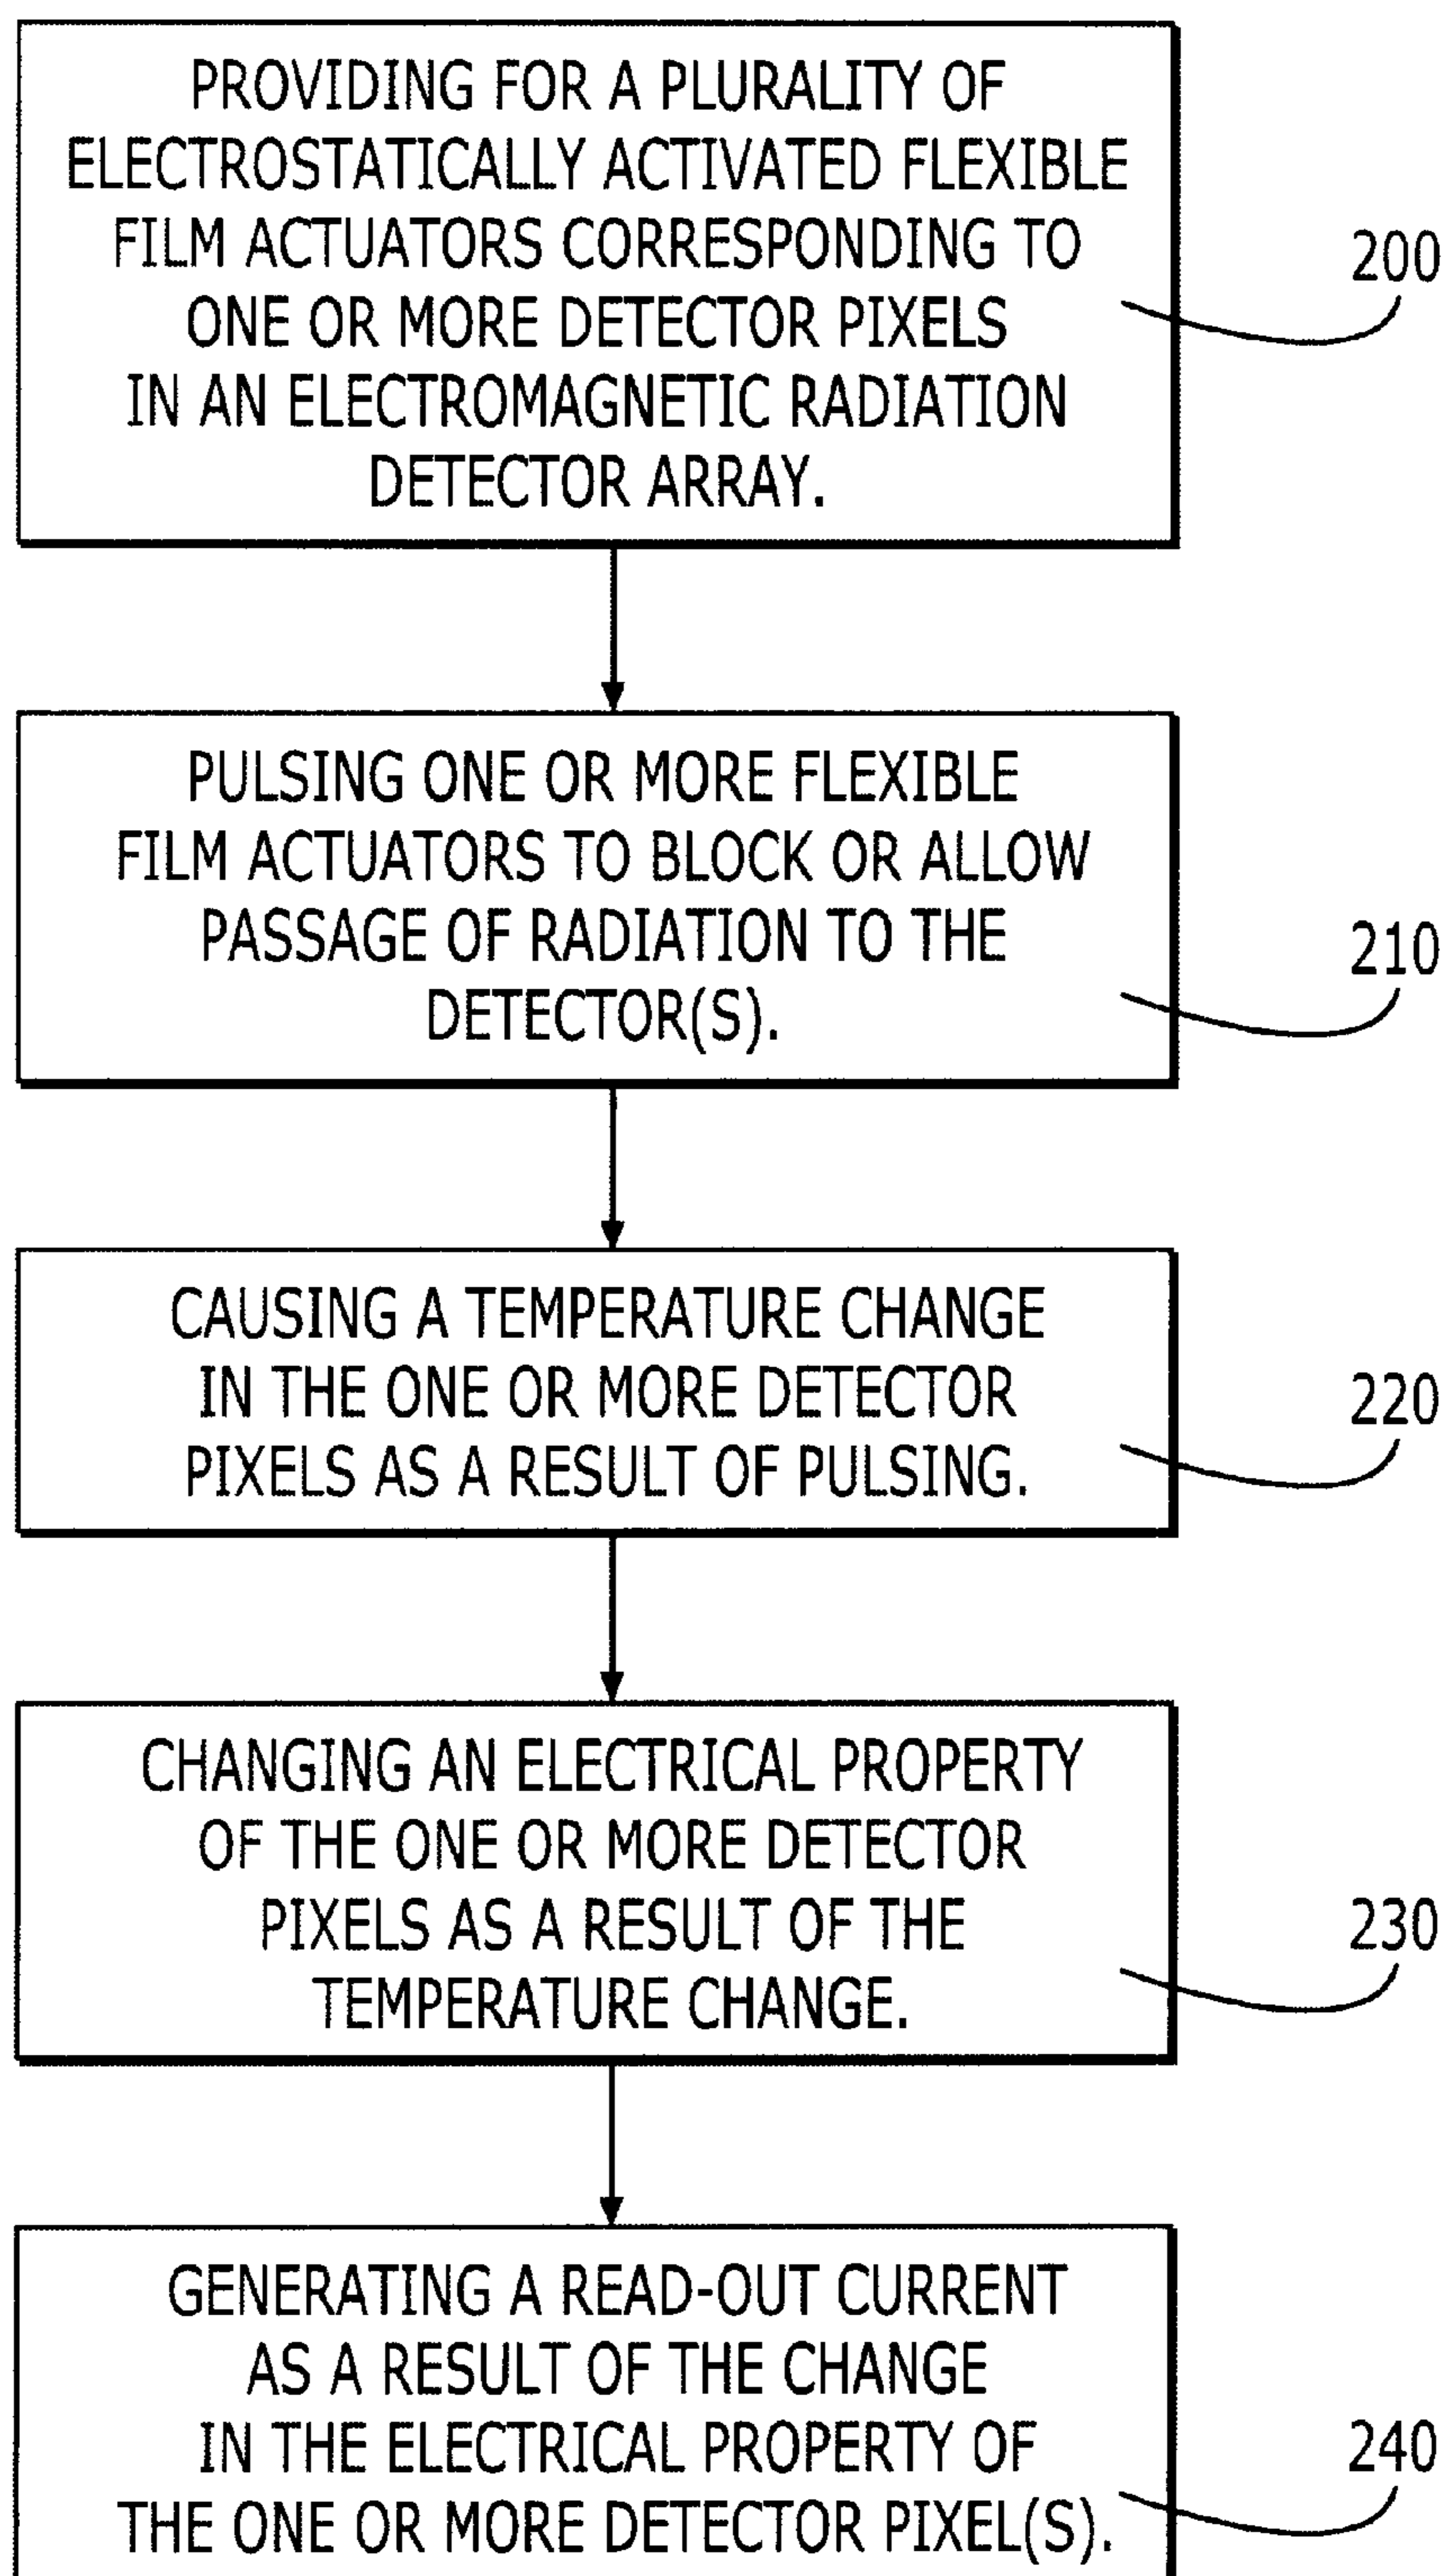 PROVIDING FOR A PLURALITY OF
ELECTROSTATICALLY ACTIVATED FLEXIBLE
FILM ACTUATORS CORRESPONDING TO
ONE OR MORE DETECTOR PIXELS
IN AN ELECTROMAGNETIC RADIATION
DETECTOR ARRAY.
200
PULSING ONE OR MORE FLEXIBLE
FILM ACTUATORS TO BLOCK OR ALLOW
PASSAGE OF RADIATION TO THE
DETECTOR(S).
210
CAUSING A TEMPERATURE CHANGE
IN THE ONE OR MORE DETECTOR
PIXELS AS A RESULT OF PULSING.
220
CHANGING AN ELECTRICAL PROPERTY
OF THE ONE OR MORE DETECTOR
PIXELS AS A RESULT OF THE
TEMPERATURE CHANGE.
230
GENERATING A READ-OUT CURRENT
AS A RESULT OF THE CHANGE
IN THE ELECTRICAL PROPERTY OF
THE ONE OR MORE DETECTOR PIXEL(S).
240